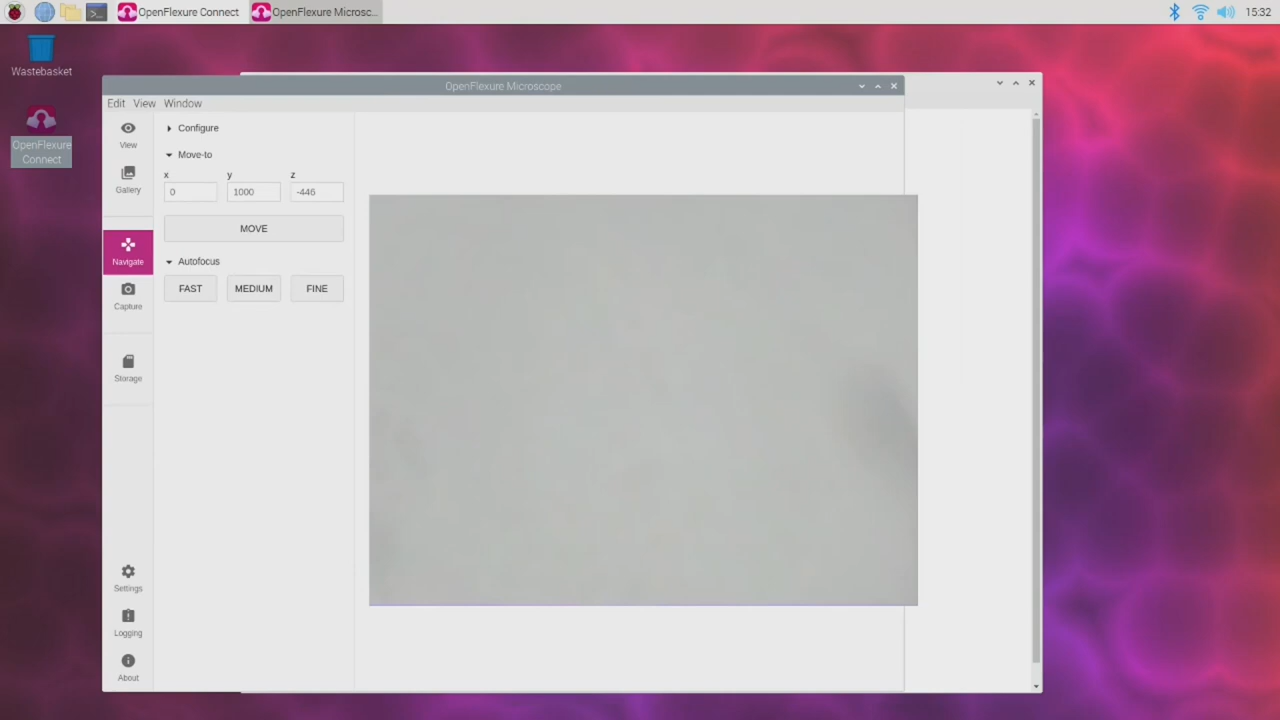 OpenFlexure Connect
OpenFlexure Microsc...
15:32
Wastebasket
OpenFlexure
Connect
OpenFlexure Microscope
Edit View Window
View
Gallery
Navigate
Capture
Storage
Settings
Logging
About
Configure
Move-to
x y z
0 1000 -446
MOVE
Autofocus
FAST MEDIUM FINE